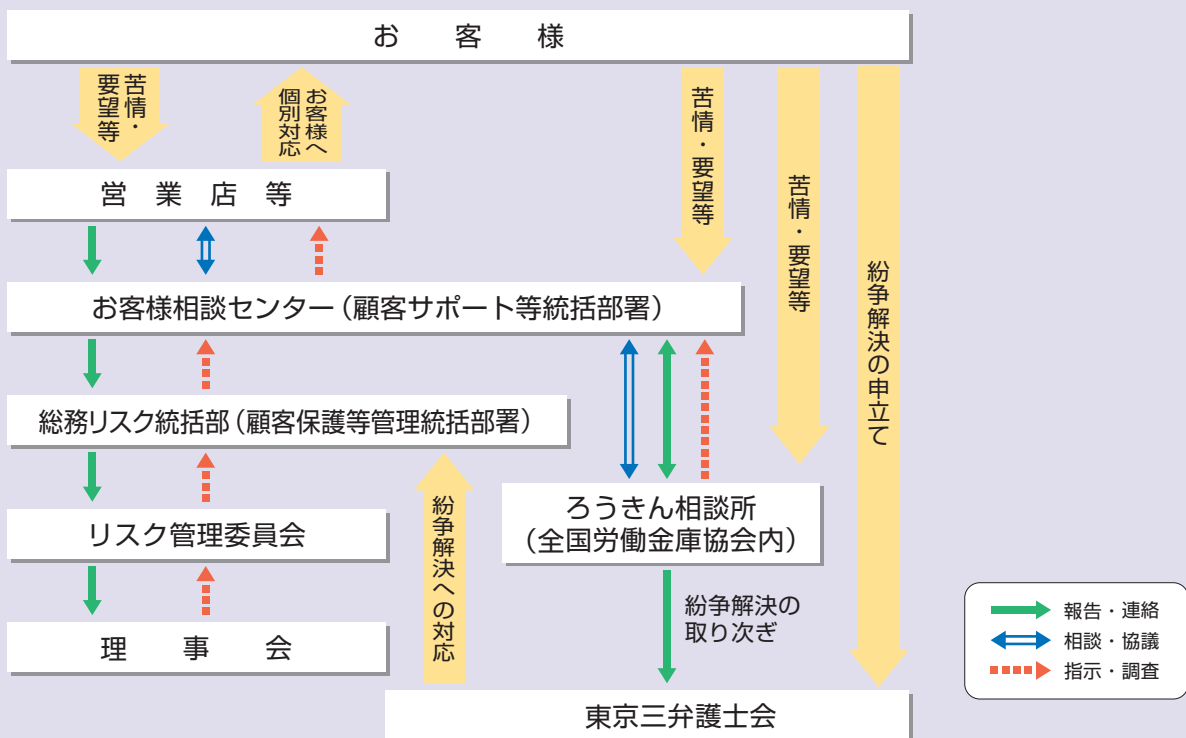 お客様
苦情・
要望等
お客様へ
個別対応
苦情・要望等
苦情・要望等
紛争解決の申立て
営業店等
お客様相談センター（顧客サポート等統括部署）
総務リスク統括部（顧客保護等管理統括部署）
リスク管理委員会
理事会
紛争解決への対応
ろうきん相談所
（全国労働金庫協会内）
紛争解決の
取り次ぎ
東京三弁護士会
報告・連絡
相談・協議
指示・調査